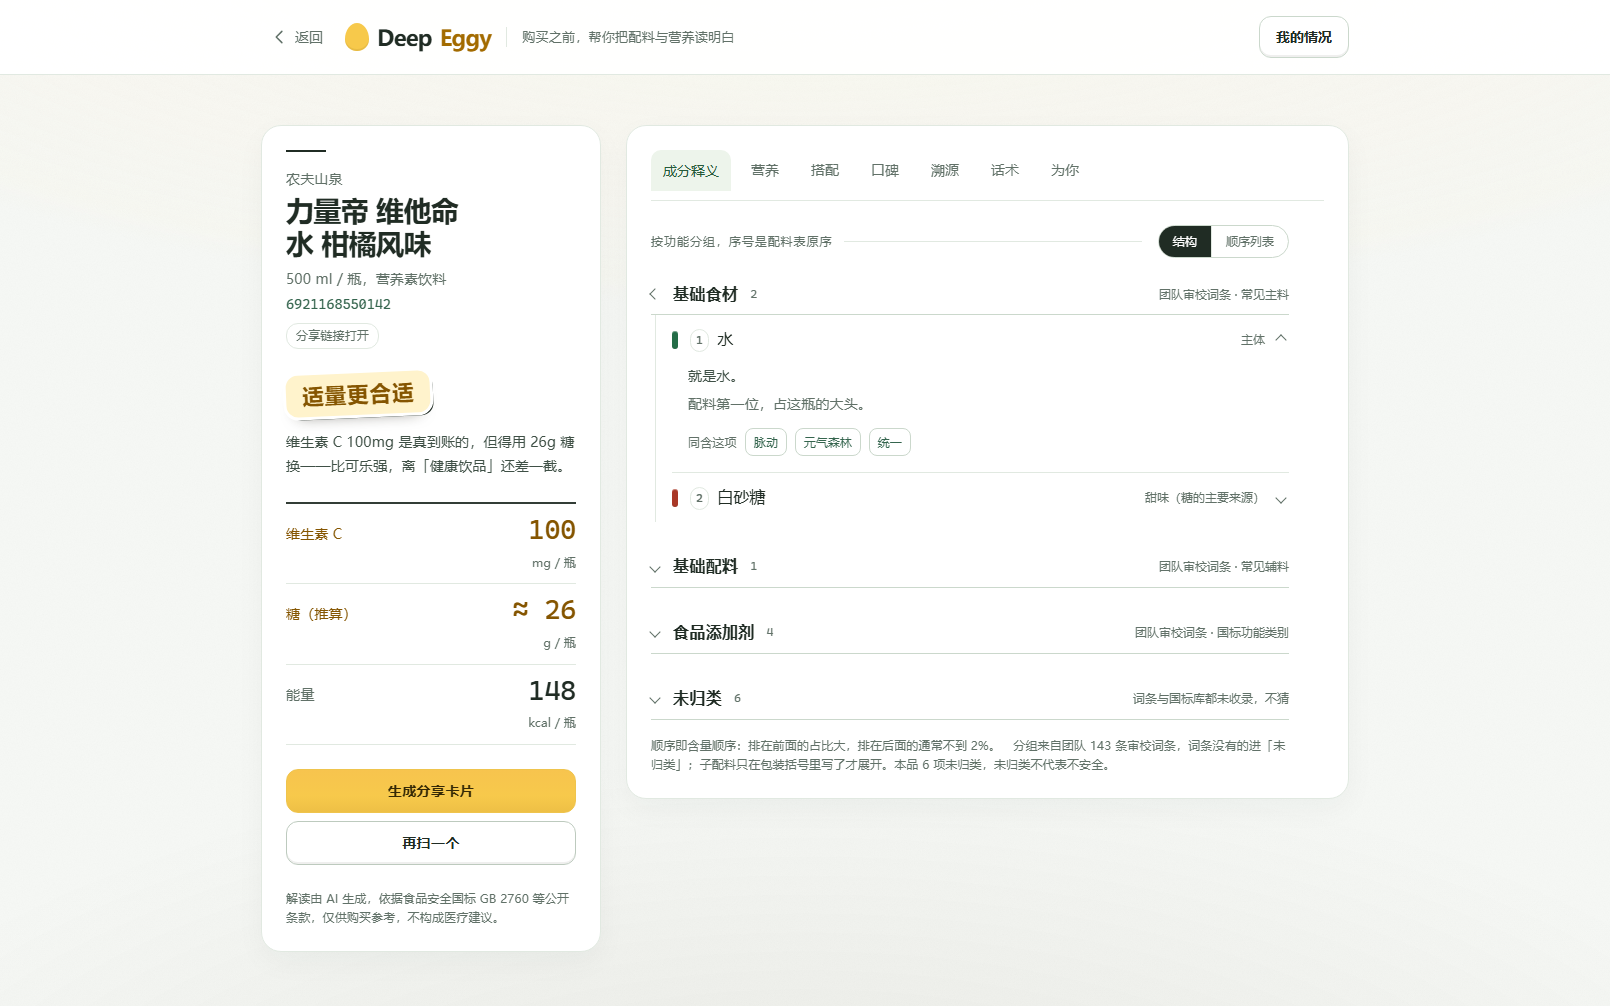 返回
Deep Eggy
购买之前，帮你把配料与营养读明白
我的情况
农夫山泉
力量帝 维他命
水 柑橘风味
500 ml / 瓶，营养素饮料
6921168550142
分享链接打开
适量更合适
维生素 C 100mg 是真到账的，但得用 26g 糖
换——比可乐强，离「健康饮品」还差一截。
维生素 C
100
mg / 瓶
糖（推算）
≈ 26
g / 瓶
能量
148
kcal / 瓶
生成分享卡片
再扫一个
解读由 AI 生成，依据食品安全国标 GB 2760 等公开
条款，仅供购买参考，不构成医疗建议。
成分释义
营养
搭配
口碑
溯源
话术
为你
按功能分组，序号是配料表原序
结构
顺序列表
基础食材 2
团队审校词条 · 常见主料
1 水
主体
就是水。
配料第一位，占这瓶的大头。
同含这项 脉动 元气森林 统一
2 白砂糖
甜味（糖的主要来源）
基础配料 1
团队审校词条 · 常见辅料
食品添加剂 4
团队审校词条 · 国标功能类别
未归类 6
词条与国标库都未收录，不猜
顺序即含量顺序：排在前面的占比大，排在后面的通常不到 2%。 分组来自团队 143 条审校词条，词条没有的进「未
归类」；子配料只在包装括号里写了才展开。本品 6 项未归类，未归类不代表不安全。